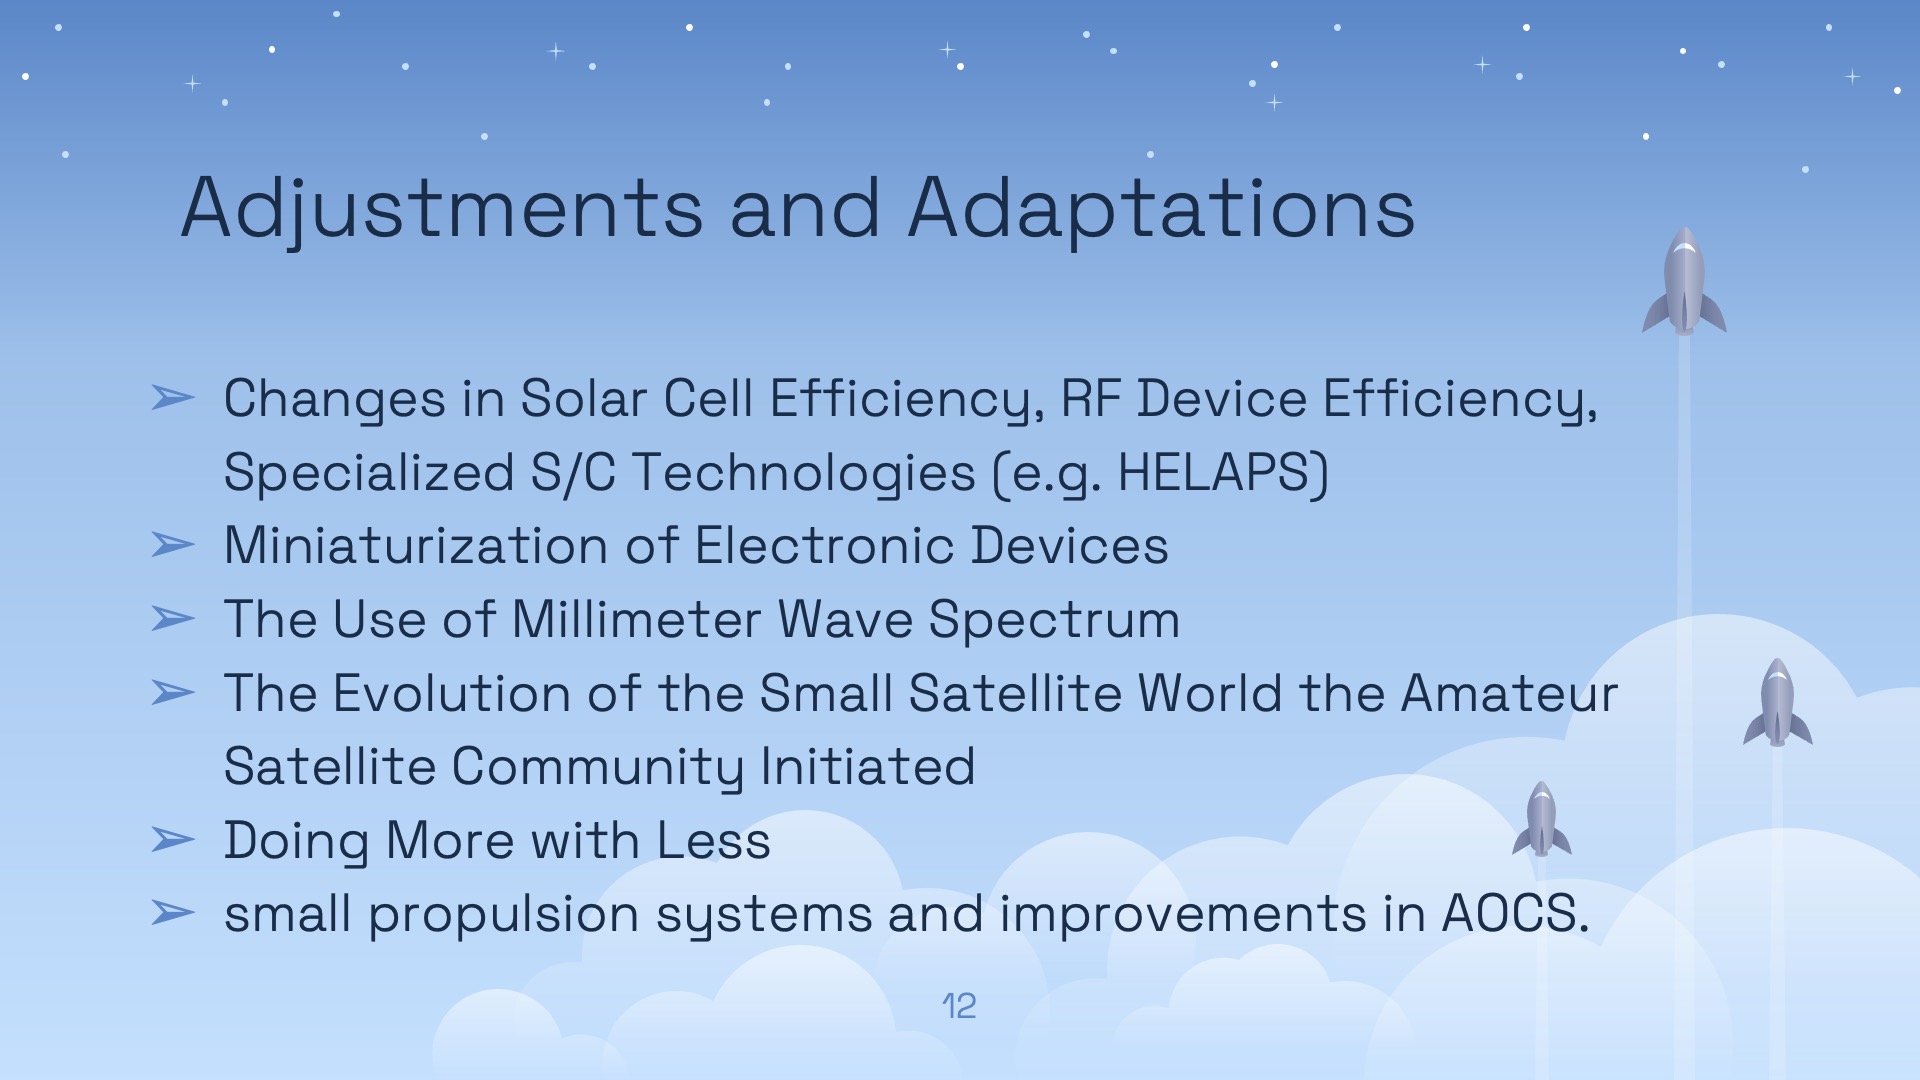 Adjustments and Adaptations
➢ Changes in Solar Cell Efficiency, RF Device Efficiency,
Specialized S/C Technologies (e.g. HELAPS)
➢ Miniaturization of Electronic Devices
➢ The Use of Millimeter Wave Spectrum
➢ The Evolution of the Small Satellite World the Amateur
Satellite Community Initiated
➢ Doing More with Less
➢ small propulsion systems and improvements in AOCS.
12